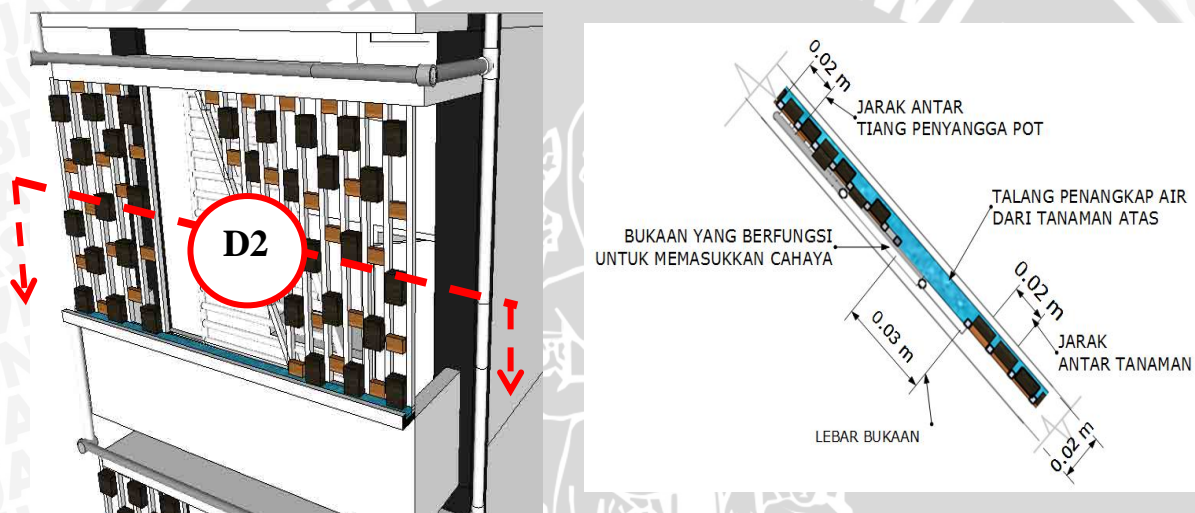 D2
0.02 m
JARAK ANTAR
TIANG PENYANGGA POT
TALANG PENANGKAP AIR
DARI TANAMAN ATAS
BUKAAN YANG BERFUNGSI
UNTUK MEMASUKKAN CAHAYA
0.02 m
0.03 m
JARAK
ANTAR TANAMAN
LEBAR BUKAAN
0.02 m